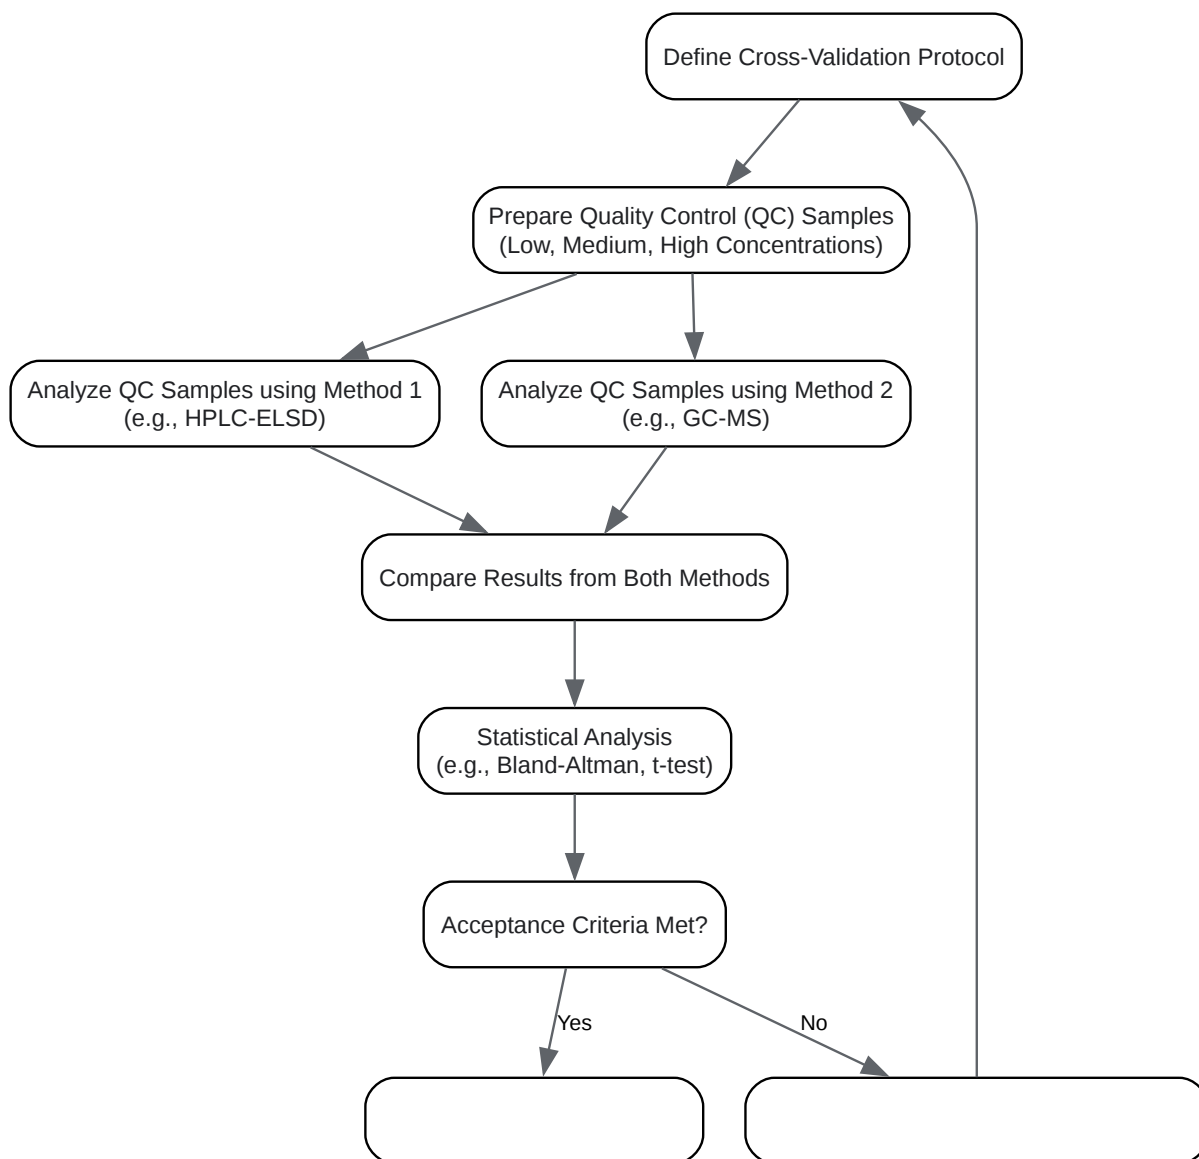 Define Cross-Validation Protocol
Prepare Quality Control (QC) Samples
(Low, Medium, High Concentrations)
Analyze QC Samples using Method 1
(e.g., HPLC-ELSD)
Analyze QC Samples using Method 2
(e.g., GC-MS)
Compare Results from Both Methods
Statistical Analysis
(e.g., Bland-Altman, t-test)
Acceptance Criteria Met?
Yes
No